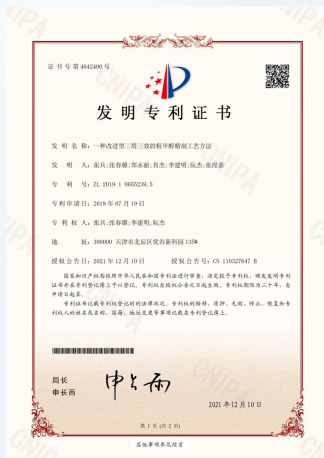 证书号第4842490号
CNIPA
发明专利证书
发明名称：一种改进型三塔三效的粗甲醇精制工艺方法
发明人：张兵;张春璐;郑永丽;肖杰;李建明;阮杰;张滢嘉
专利号：ZL 2019 1 0655239.5
专利申请日：2019年07月19日
专利权人：张兵;张春璐;李建明;阮杰
地址：300000 天津市北辰区优谷新科园135#
授权公告日：2021年12月10日 授权公告号：CN 110327647 B
国家知识产权局依照中华人民共和国专利法进行审查，决定授予专利权，颁发发明专利
证书并在专利登记簿上予以登记。专利权自授权公告之日起生效。专利权期限为二十年，自
申请日起算。
专利证书记载专利权登记时的法律状况。专利权的转移、质押、无效、终止、恢复和专
利权人的姓名或名称、国籍、地址变更等事项记载在专利登记簿上。
局长
申长雨
申长雨
2021年12月10日
第 1 页 (共 2 页)
其他事项参见续页